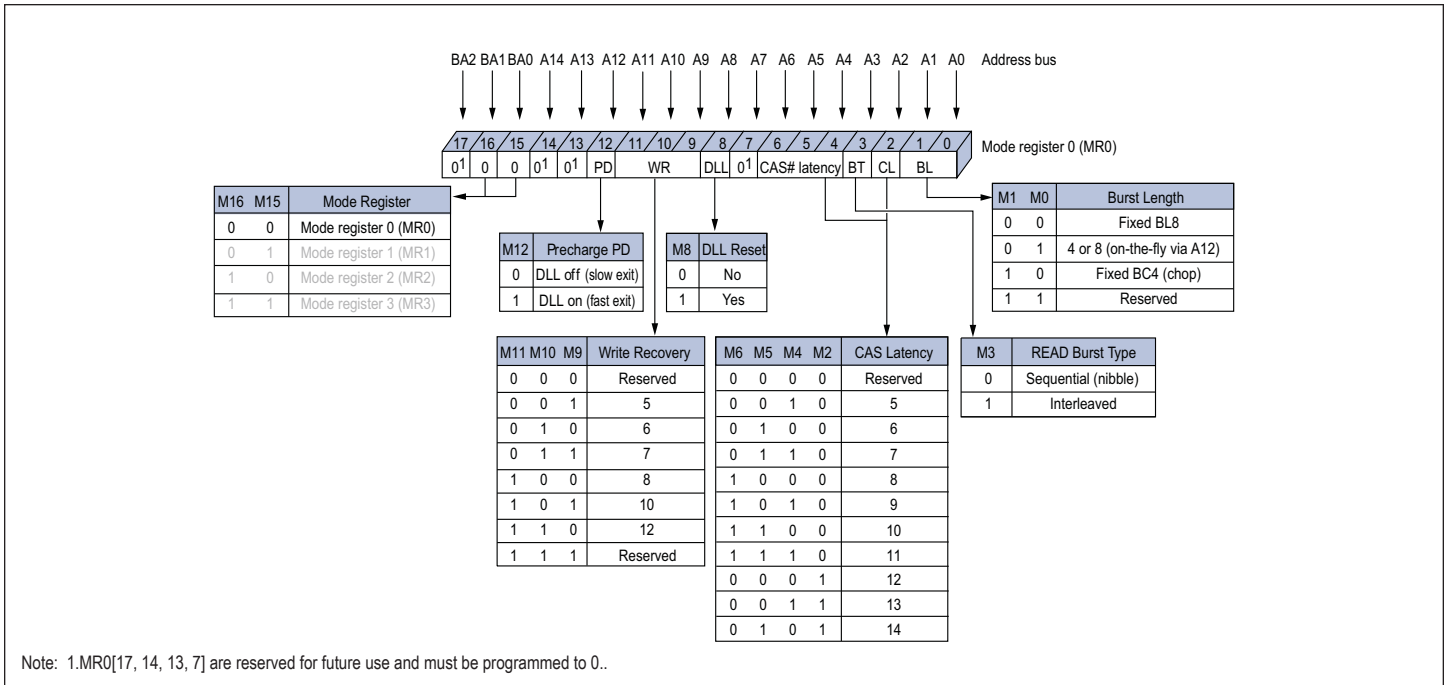 BA2 BA1 BA0 A14 A13 A12 A11 A10 A9 A8 A7 A6 A5 A4 A3 A2 A1 A0 Address bus
17 16 15 14 13 12 11 10 9 8 7 6 5 4 3 2 1 0 Mode register 0 (MR0)
0¹ 0 0 0¹ 0¹ PD WR DLL 0¹ CAS# latency BT CL BL
M16 M15 Mode Register
0 0 Mode register 0 (MR0)
0 1 Mode register 1 (MR1)
1 0 Mode register 2 (MR2)
1 1 Mode register 3 (MR3)
M12 Precharge PD
0 DLL off (slow exit)
1 DLL on (fast exit)
M8 DLL Reset
0 No
1 Yes
M1 M0 Burst Length
0 0 Fixed BL8
0 1 4 or 8 (on-the-fly via A12)
1 0 Fixed BC4 (chop)
1 1 Reserved
M11 M10 M9 Write Recovery
0 0 0 Reserved
0 0 1 5
0 1 0 6
0 1 1 7
1 0 0 8
1 0 1 10
1 1 0 12
1 1 1 Reserved
M6 M5 M4 M2 CAS Latency
0 0 0 0 Reserved
0 0 1 0 5
0 1 0 0 6
0 1 1 0 7
1 0 0 0 8
1 0 1 0 9
1 1 0 0 10
1 1 1 0 11
0 0 0 1 12
0 0 1 1 13
0 1 0 1 14
M3 READ Burst Type
0 Sequential (nibble)
1 Interleaved
Note: 1.MR0[17, 14, 13, 7] are reserved for future use and must be programmed to 0..